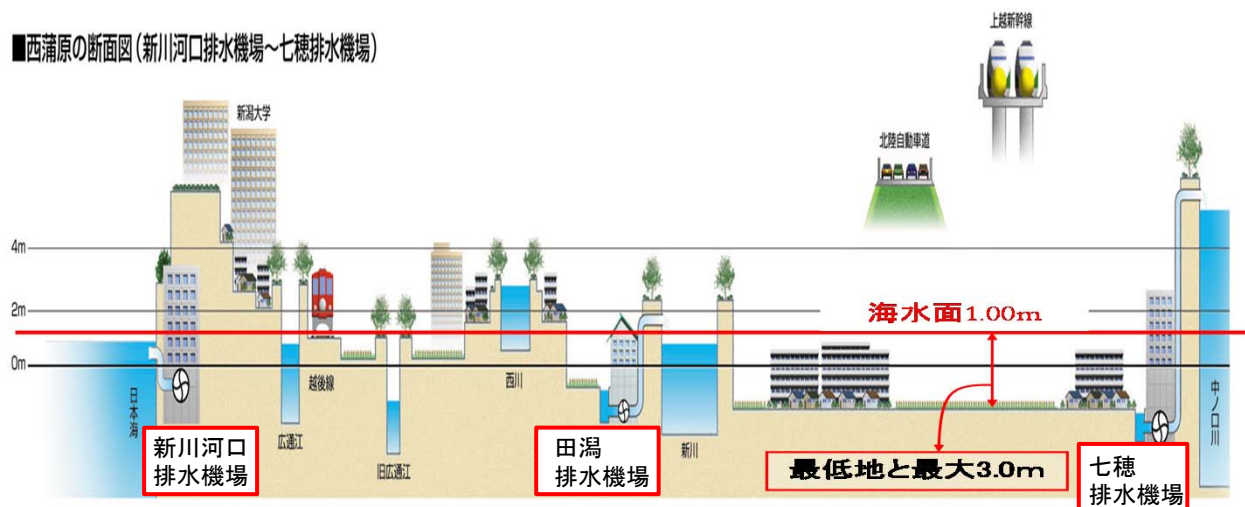 ■西蒲原の断面図(新川河口排水機場～七穂排水機場)
上越新幹線
新潟大学
北陸自動車道
4m
2m
海水面1.00m
0m
日本海
越後線
西川
新川
中ノ口川
広通江
旧広通江
新川河口
排水機場
田潟
排水機場
最低地と最大3.0m
七穂
排水機場